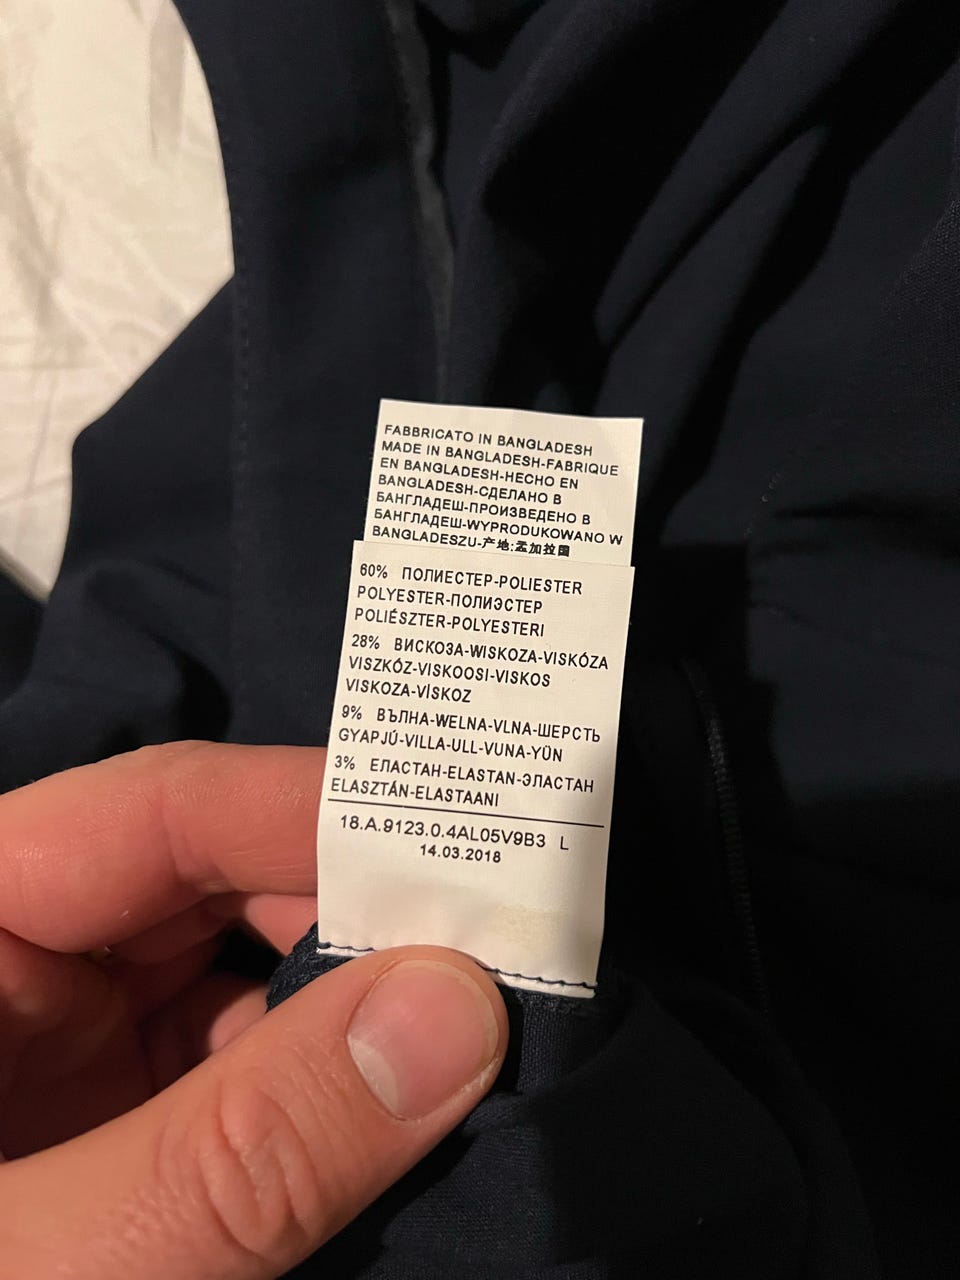 FABBRICATO IN BANGLADESH
MADE IN BANGLADESH-FABRIQUE
EN BANGLADESH-HECHO EN
BANGLADESH-СДЕЛАНО В
БАНГЛАДЕШ-ПРОИЗВЕДЕНО В
БАНГЛАДЕШ-WYPRODUKOWANO W
BANGLADESZU-产地:孟加拉国
60% ПОЛИЕСТЕР-POLIESTER
POLYESTER-ПОЛИЭСТЕР
POLIÉSZTER-POLYESTERI
28% ВИСКОЗА-WISKOZA-VISKÓZA
VISZKÓZ-VISKOOSI-VISKOS
VISKOZA-VİSKOZ
9% ВЪЛНА-WELNA-VLNA-ШЕРСТЬ
GYAPJÚ-VILLA-ULL-VUNA-YÜN
3% ЕЛАСТАН-ELASTAN-ЭЛАСТАН
ELASZTÁN-ELASTAANI
18.A.9123.0.4AL05V9B3 L
14.03.2018